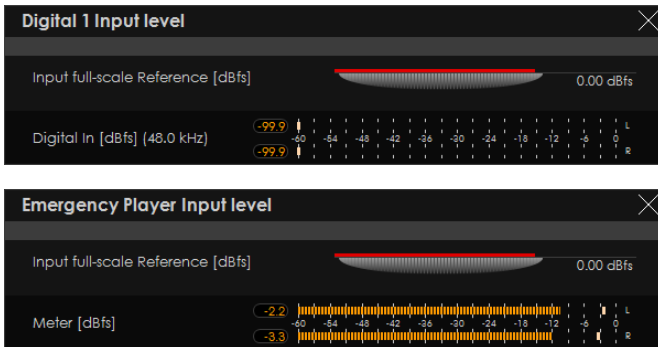 Digital 1 Input level
Input full-scale Reference [dBfs]
0.00 dBfs
-99.9
L
Digital In [dBfs] (48.0 kHz)
-60 -54 -48 -42 -36 -30 -24 -18 -12 -6 0
-99.9
R
Emergency Player Input level
Input full-scale Reference [dBfs]
0.00 dBfs
-2.2
L
Meter [dBfs]
-60 -54 -48 -42 -36 -30 -24 -18 -12 -6 0
-3.3
R